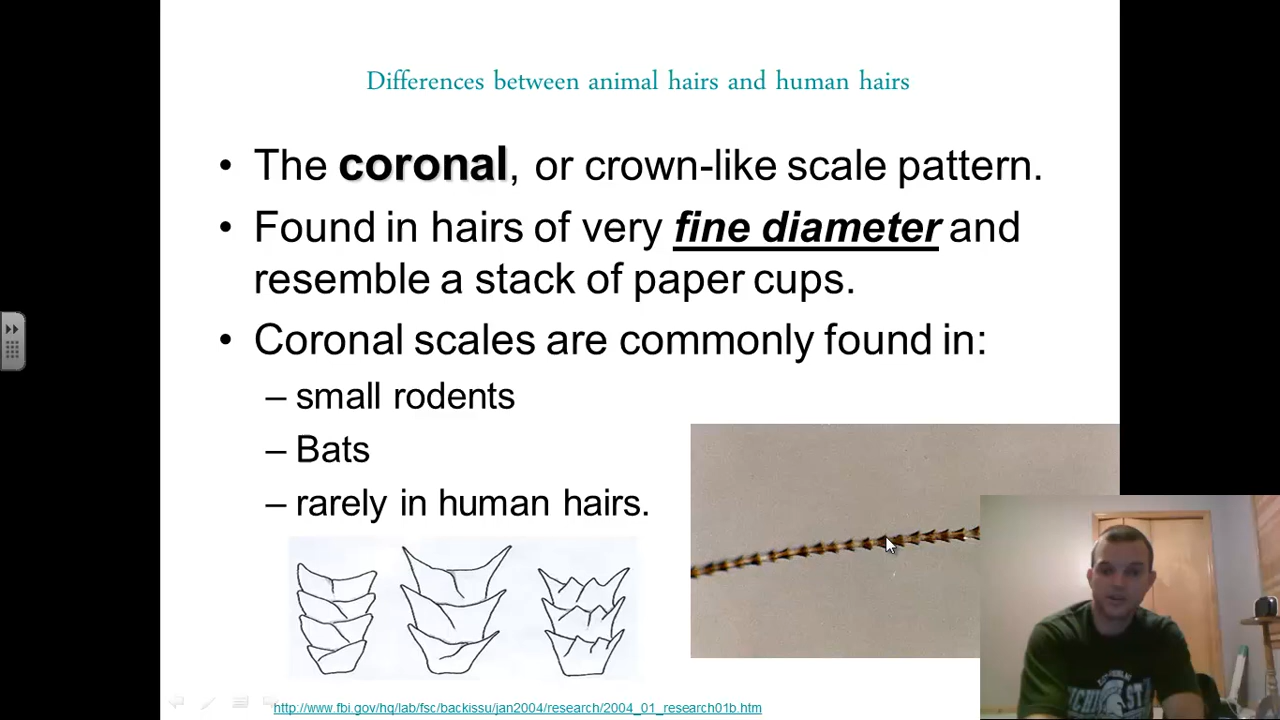 Differences between animal hairs and human hairs
• The coronal, or crown-like scale pattern.
• Found in hairs of very fine diameter and
resemble a stack of paper cups.
• Coronal scales are commonly found in:
– small rodents
– Bats
– rarely in human hairs.
http://www.fbi.gov/hq/lab/fsc/backissu/jan2004/research/2004_01_research01b.htm